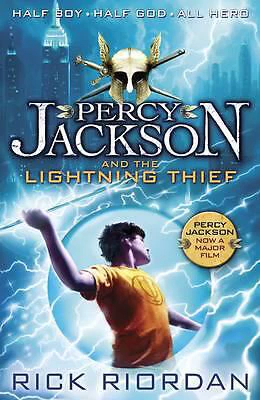 HALF BOY • HALF GOD • ALL HERO
PERCY
JACKSON
AND THE
LIGHTNING THIEF
PERCY
JACKSON
NOW A
MAJOR
FILM
RICK RIORDAN